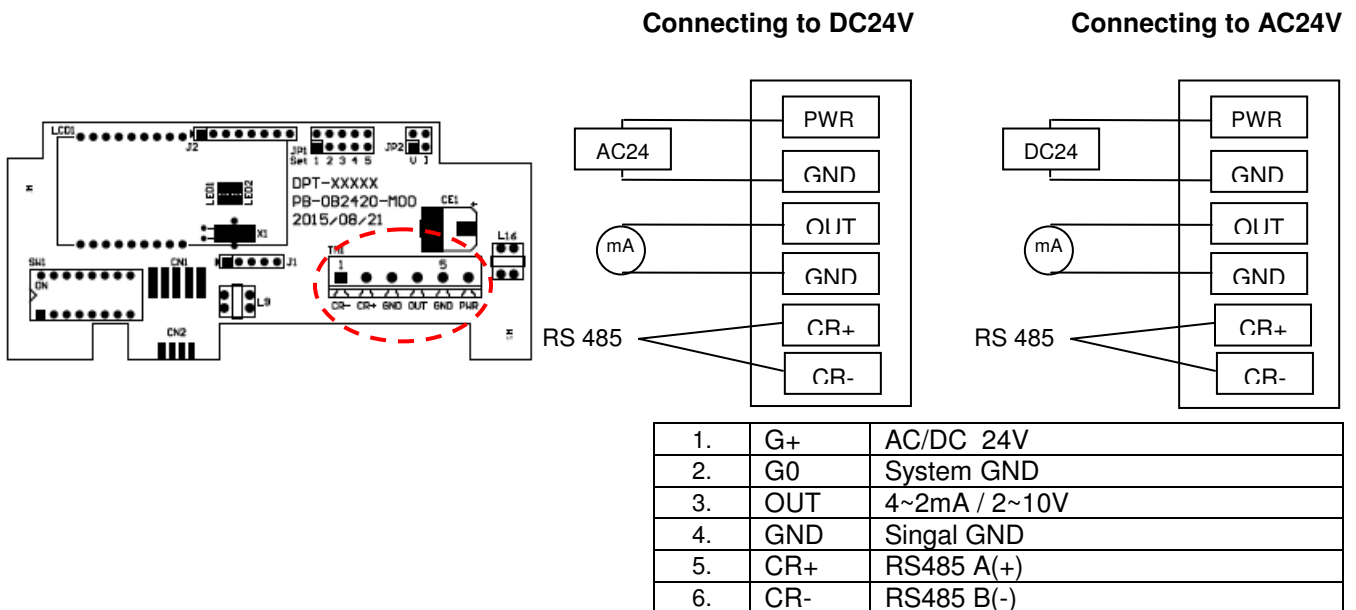 Connecting to DC24V
Connecting to AC24V
LCD1
J2
JP1
Set 1 2 3 4 5
JP2
V I
LED1
LED2
DPT-XXXXX
PB-OB2420-MOD
2015/08/21
CE1
+
X1
L16
TM1
1 5
SW1
ON
CN1
J1
L9
CR- CR+ GND OUT GND PWR
CN2
AC24
mA
RS 485
PWR
GND
OUT
GND
CR+
CR-
DC24
mA
RS 485
PWR
GND
OUT
GND
CR+
CR-
1. G+ AC/DC 24V
2. G0 System GND
3. OUT 4~2mA / 2~10V
4. GND Singal GND
5. CR+ RS485 A(+)
6. CR- RS485 B(-)